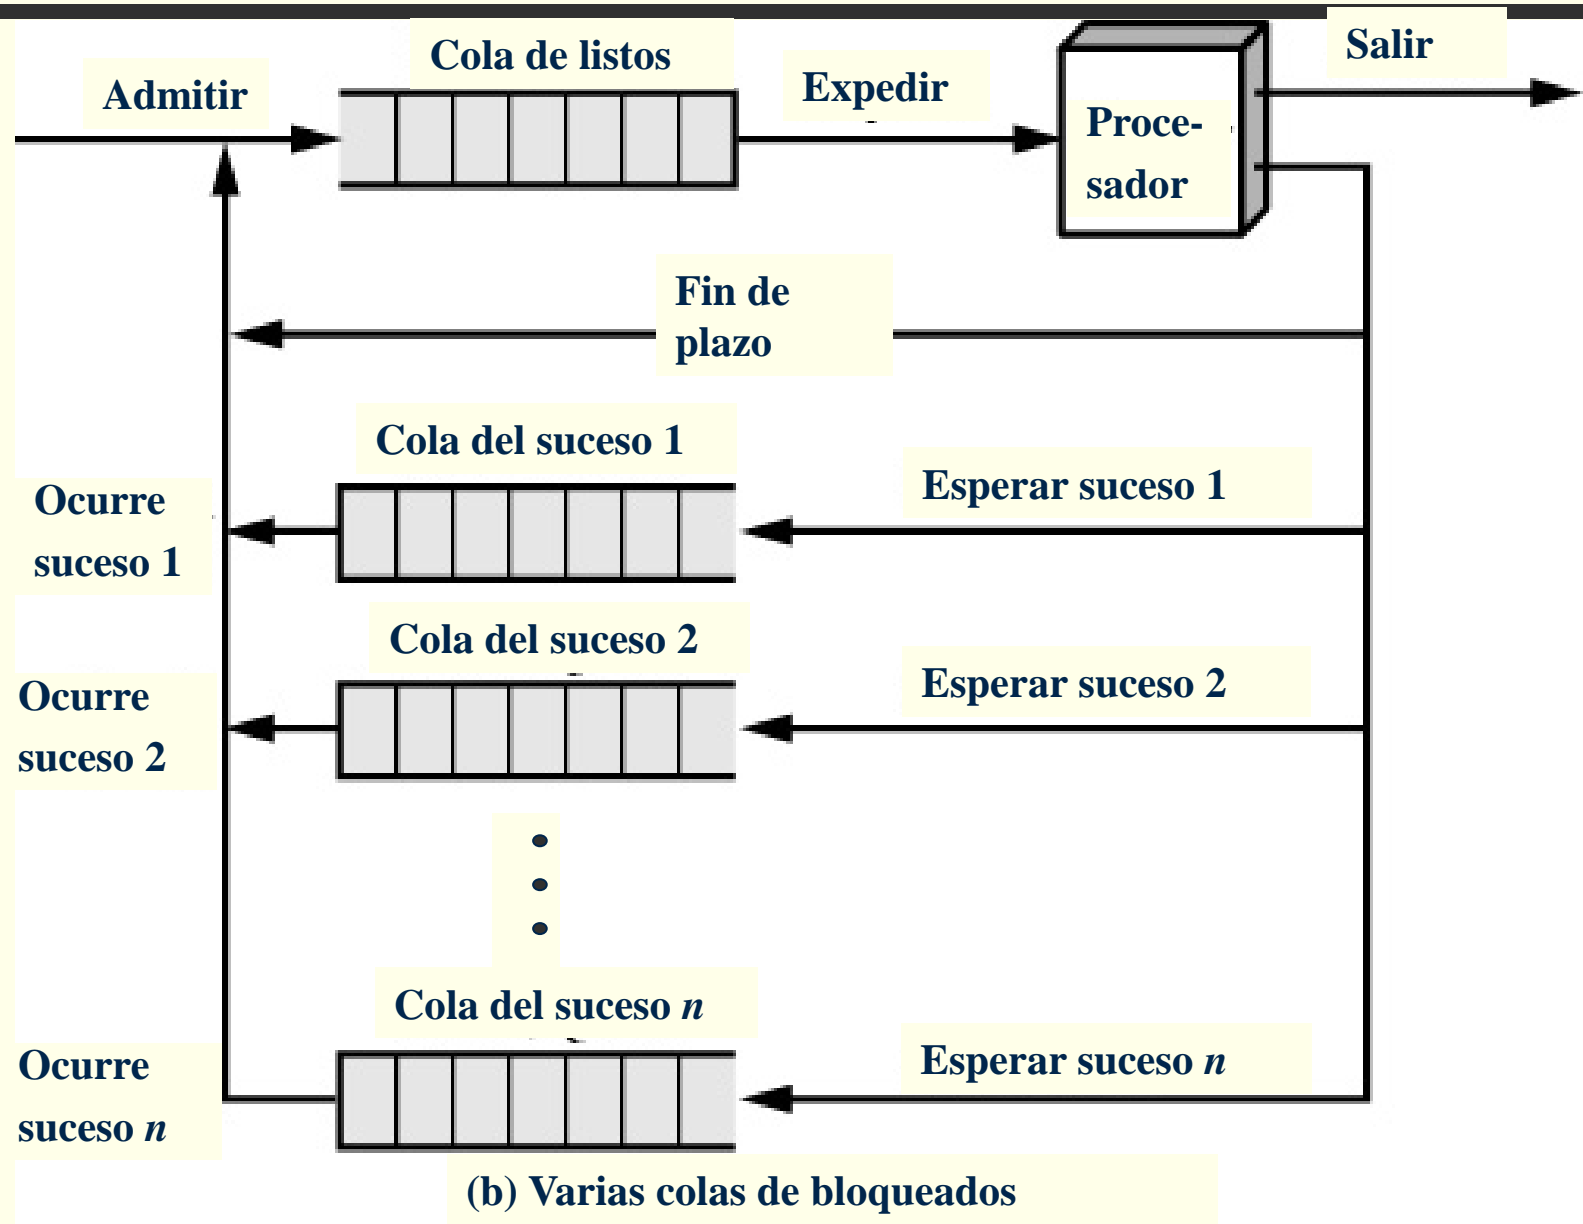 Cola de listos
Salir
Admitir
Expedir
Proce-
sador
Fin de
plazo
Cola del suceso 1
Esperar suceso 1
Ocurre
suceso 1
Cola del suceso 2
Esperar suceso 2
Ocurre
suceso 2
Cola del suceso n
Esperar suceso n
Ocurre
suceso n
(b) Varias colas de bloqueados